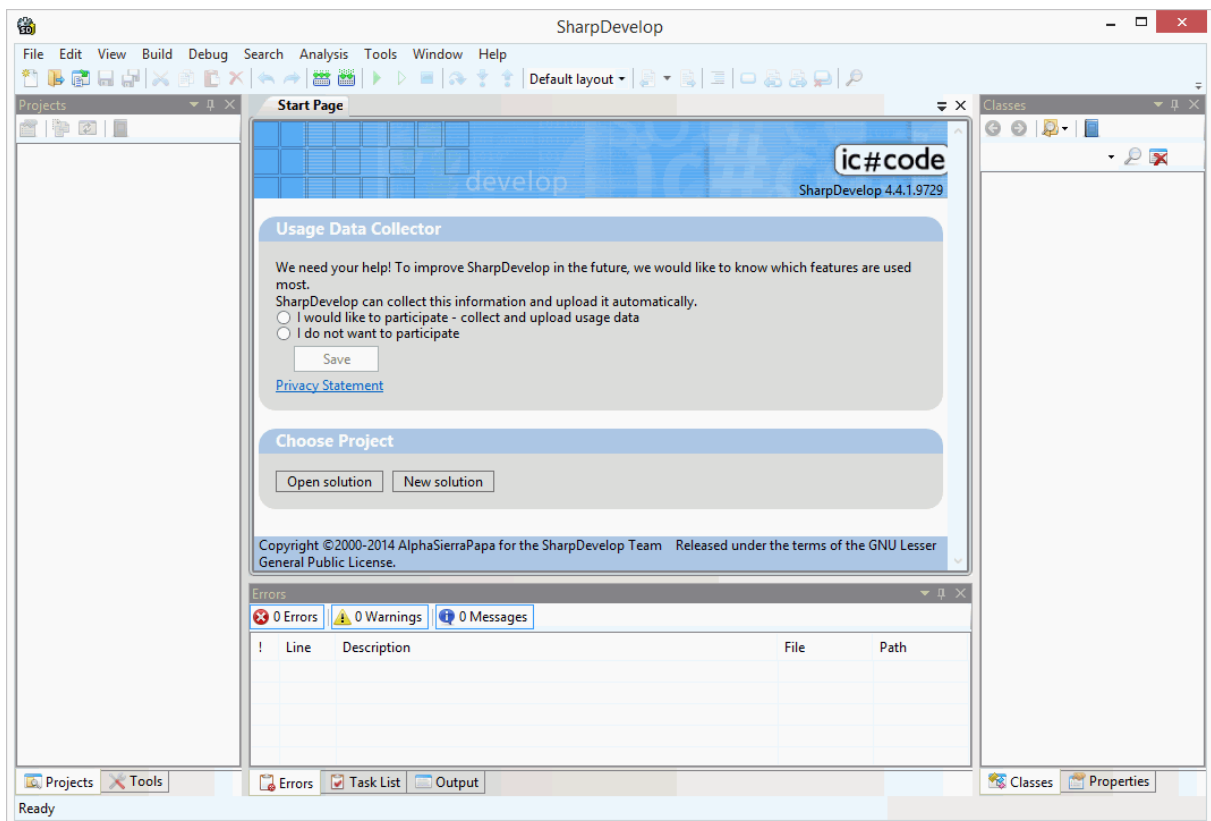 SharpDevelop
File Edit View Build Debug Search Analysis Tools Window Help
Default layout
Projects
Start Page
Classes
ic#code
develop
SharpDevelop 4.4.1.9729
Usage Data Collector
We need your help! To improve SharpDevelop in the future, we would like to know which features are used
most.
SharpDevelop can collect this information and upload it automatically.
I would like to participate - collect and upload usage data
I do not want to participate
Save
Privacy Statement
Choose Project
Open solution New solution
Copyright ©2000-2014 AlphaSierraPapa for the SharpDevelop Team Released under the terms of the GNU Lesser
General Public License.
Errors
0 Errors 0 Warnings 0 Messages
! Line Description File Path
Projects Tools
Errors Task List Output
Classes Properties
Ready